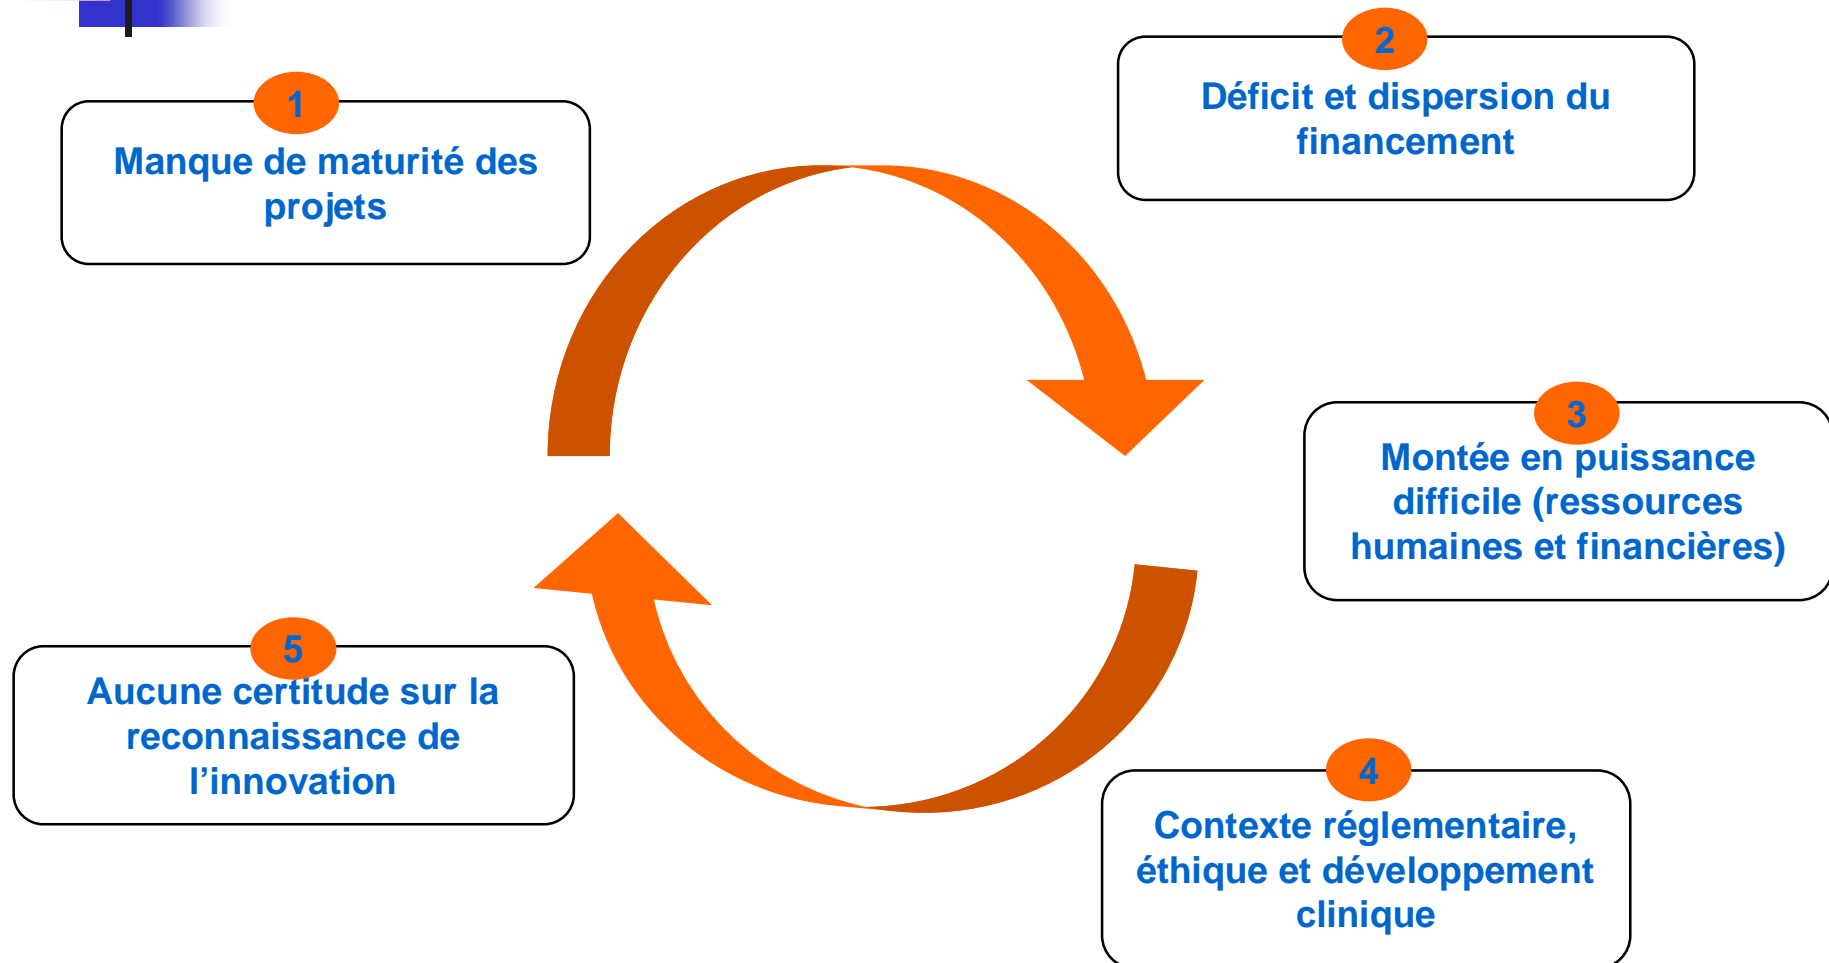 1
Manque de maturité des
projets
2
Déficit et dispersion du
financement
3
Montée en puissance
difficile (ressources
humaines et financières)
4
Contexte réglementaire,
éthique et développement
clinique
5
Aucune certitude sur la
reconnaissance de
l’innovation